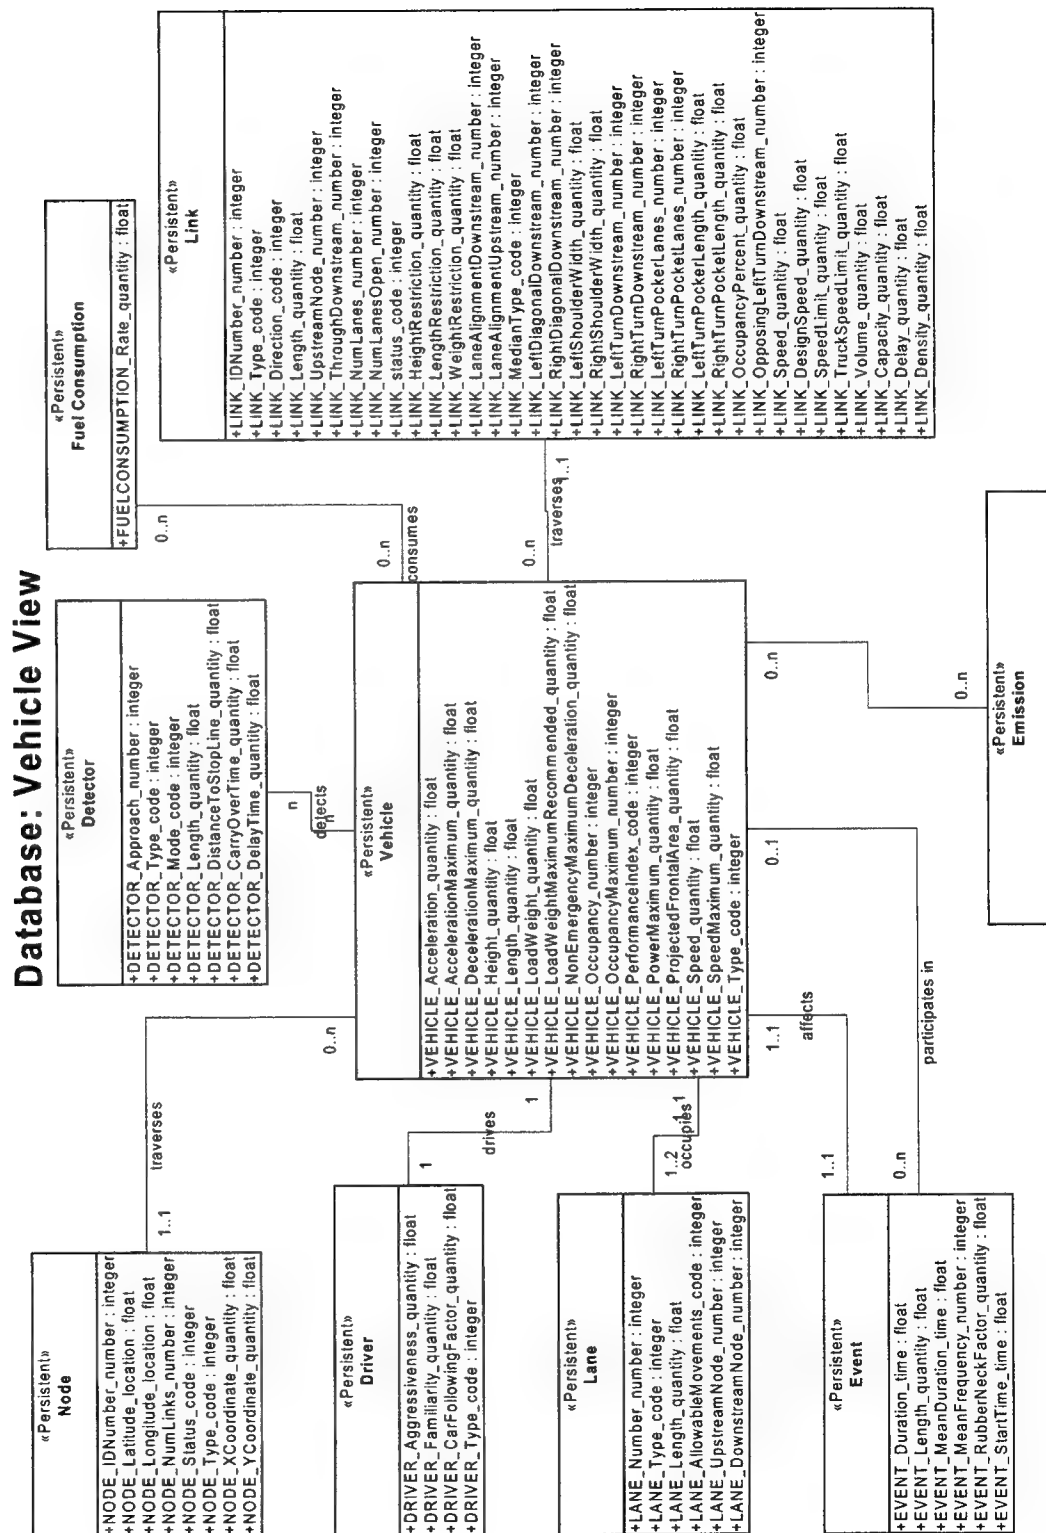 Database: Vehicle View
«Persistent»
Node
+NODE_IDNumber_number : integer
+NODE_Latitude_location : float
+NODE_Longitude_location : float
+NODE_NumLinks_number : integer
+NODE_Status_code : integer
+NODE_Type_code : integer
+NODE_XCoordinate_quantity : float
+NODE_YCoordinate_quantity : float
1..1
traverses
0..n
«Persistent»
Detector
+DETECTOR_Approach_number : integer
+DETECTOR_Type_code : integer
+DETECTOR_Mode_code : integer
+DETECTOR_Length_quantity : float
+DETECTOR_DistanceToStopLine_quantity : float
+DETECTOR_CarryOverTime_quantity : float
+DETECTOR_DelayTime_quantity : float
n
detects
n
«Persistent»
Fuel Consumption
+FUELCONSUMPTION_Rate_quantity : float
0..n
0..n
consumes
«Persistent»
Driver
+DRIVER_Aggressiveness_quantity : float
+DRIVER_Familiarity_quantity : float
+DRIVER_CarFollowingFactor_quantity : float
+DRIVER_Type_code : integer
1
drives
1
«Persistent»
Vehicle
+VEHICLE_Acceleration_quantity : float
+VEHICLE_AccelerationMaximum_quantity : float
+VEHICLE_DecelerationMaximum_quantity : float
+VEHICLE_Height_quantity : float
+VEHICLE_Length_quantity : float
+VEHICLE_LoadWeight_quantity : float
+VEHICLE_LoadWeightMaximumRecommended_quantity : float
+VEHICLE_NonEmergencyMaximumDeceleration_quantity : float
+VEHICLE_Occupancy_number : integer
+VEHICLE_OccupancyMaximum_number : integer
+VEHICLE_PerformanceIndex_code : integer
+VEHICLE_PowerMaximum_quantity : float
+VEHICLE_ProjectedFrontalArea_quantity : float
+VEHICLE_Speed_quantity : float
+VEHICLE_SpeedMaximum_quantity : float
+VEHICLE_Type_code : integer
0..n
traverses
1..1
«Persistent»
Link
+LINK_IDNumber_number : integer
+LINK_Type_code : integer
+LINK_Direction_code : integer
+LINK_Length_quantity : float
+LINK_UpstreamNode_number : integer
+LINK_ThroughDownstream_number : integer
+LINK_NumLanes_number : integer
+LINK_NumLanesOpen_number : integer
+LINK_status_code : integer
+LINK_HeightRestriction_quantity : float
+LINK_LengthRestriction_quantity : float
+LINK_WeightRestriction_quantity : float
+LINK_LaneAlignmentDownstream_number : integer
+LINK_LaneAlignmentUpstream_number : integer
+LINK_MedianType_code : integer
+LINK_LeftDiagonalDownstream_number : integer
+LINK_RightDiagonalDownstream_number : integer
+LINK_LeftShoulderWidth_quantity : float
+LINK_RightShoulderWidth_quantity : float
+LINK_LeftTurnDownstream_number : integer
+LINK_RightTurnDownstream_number : integer
+LINK_LeftTurnPockerLanes_number : integer
+LINK_RightTurnPocketLanes_number : integer
+LINK_LeftTurnPockerLength_quantity : float
+LINK_RightTurnPocketLength_quantity : float
+LINK_OccupancyPercent_quantity : float
+LINK_OpposingLeftTurnDownstream_number : integer
+LINK_Speed_quantity : float
+LINK_DesignSpeed_quantity : float
+LINK_SpeedLimit_quantity : float
+LINK_TruckSpeedLimit_quantity : float
+LINK_Volume_quantity : float
+LINK_Capacity_quantity : float
+LINK_Delay_quantity : float
+LINK_Density_quantity : float
«Persistent»
Lane
+LANE_Number_number : integer
+LANE_Type_code : integer
+LANE_Length_quantity : float
+LANE_AllowableMovements_code : integer
+LANE_UpstreamNode_number : integer
+LANE_DownstreamNode_number : integer
1..2
occupies
1..1
«Persistent»
Event
+EVENT_Duration_time : float
+EVENT_Length_quantity : float
+EVENT_MeanDuration_time : float
+EVENT_MeanFrequency_number : integer
+EVENT_RubberNeckFactor_quantity : float
+EVENT_StartTime_time : float
1..1
affects
1..1
0..n
participates in
0..1
0..n
0..n
«Persistent»
Emission